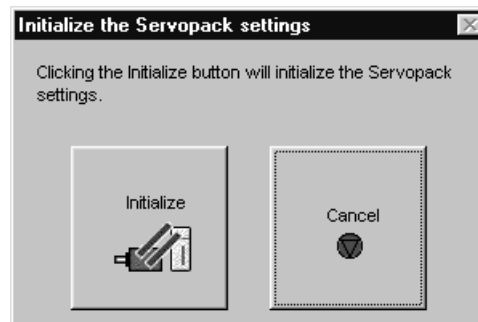 Initialize the Servopack settings
Clicking the Initialize button will initialize the Servopack
settings.
Initialize
Cancel